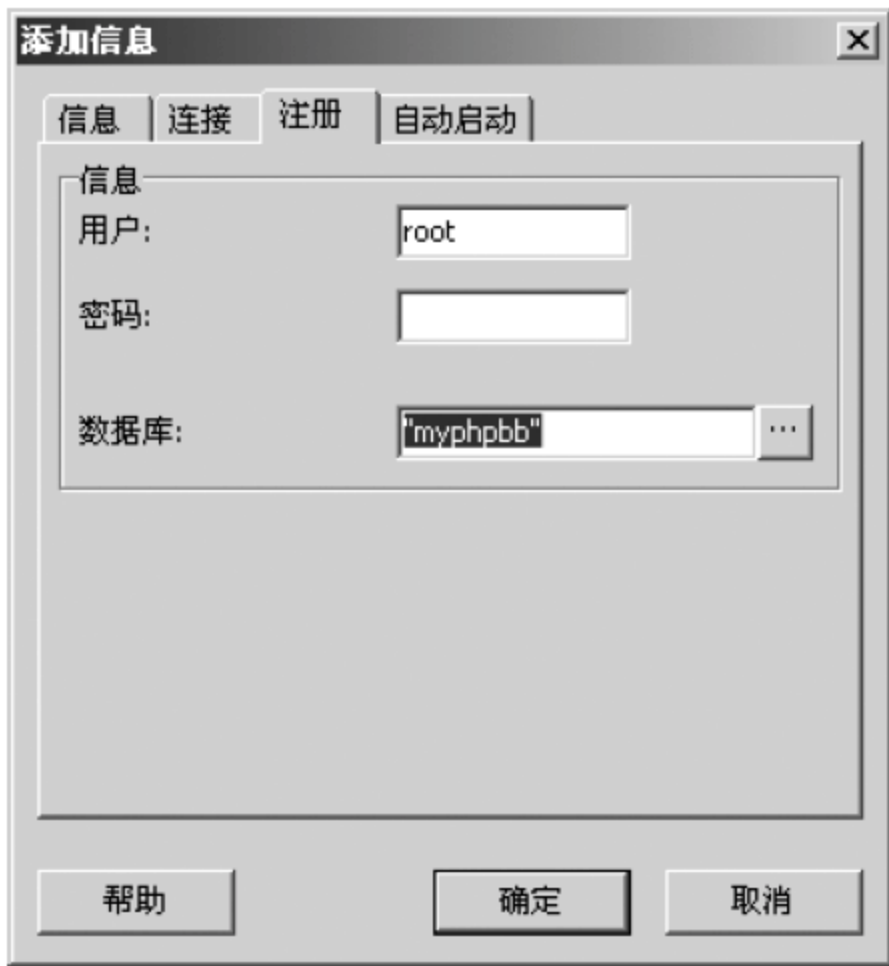 添加信息
信息 连接 注册 自动启动
信息
用户: root
密码:
数据库: "myphpbb" ...
帮助 确定 取消